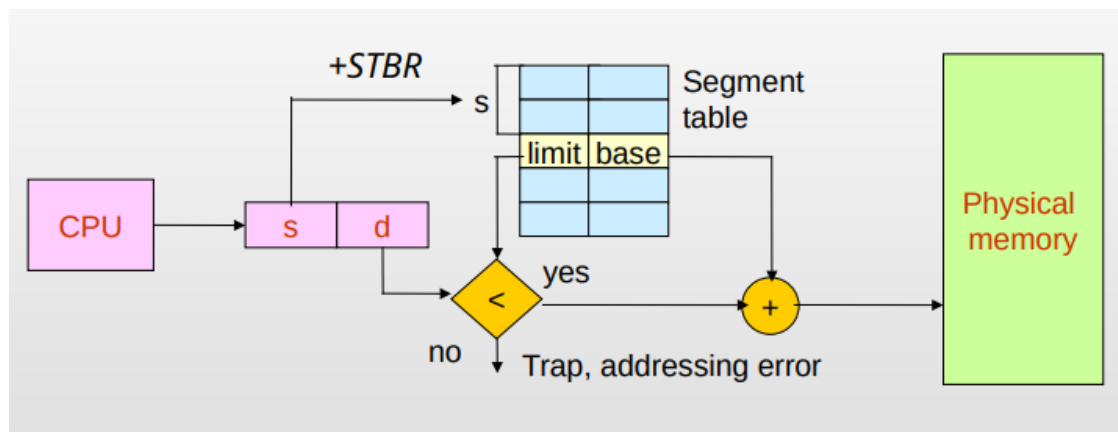 +STBR
s
Segment
table
limit base
CPU
s d
Physical
memory
yes
<
+
no
Trap, addressing error